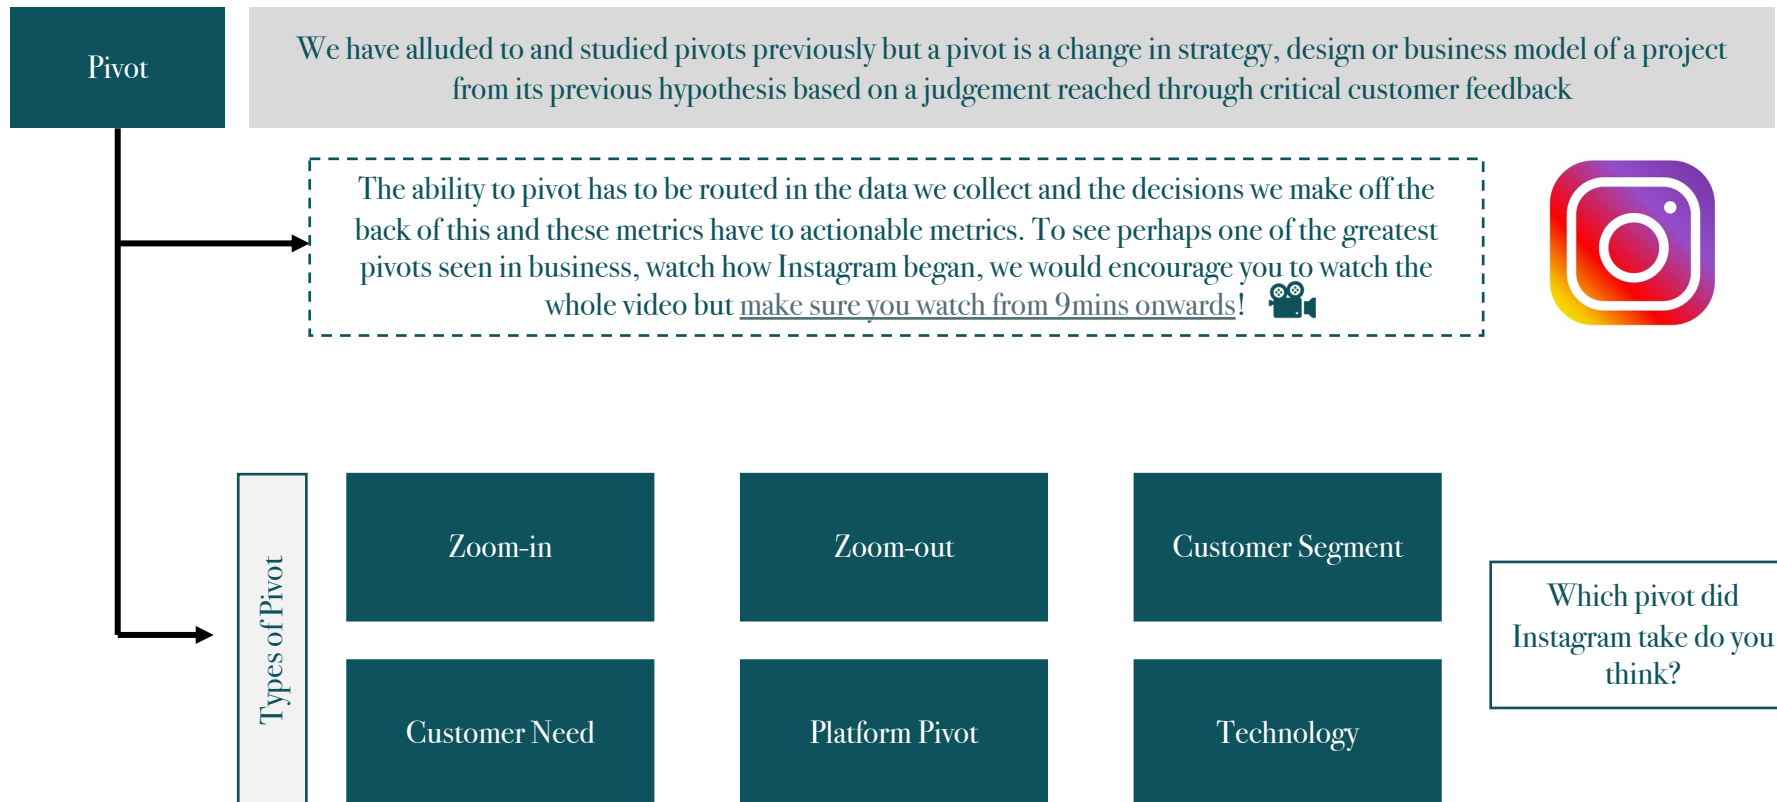 Pivot
We have alluded to and studied pivots previously but a pivot is a change in strategy, design or business model of a project
from its previous hypothesis based on a judgement reached through critical customer feedback
The ability to pivot has to be routed in the data we collect and the decisions we make off the
back of this and these metrics have to actionable metrics. To see perhaps one of the greatest
pivots seen in business, watch how Instagram began, we would encourage you to watch the
whole video but make sure you watch from 9mins onwards!
Types of Pivot
Zoom-in
Zoom-out
Customer Segment
Customer Need
Platform Pivot
Technology
Which pivot did
Instagram take do you
think?